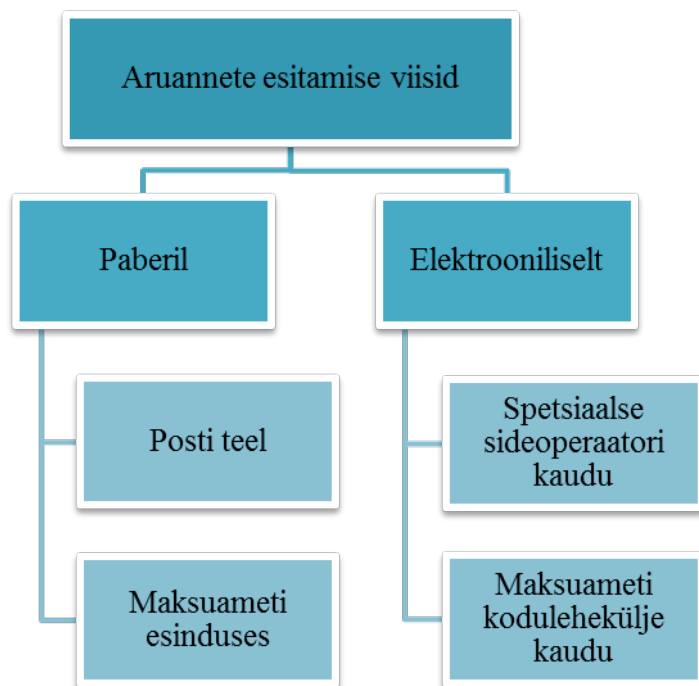 Aruannete esitamise viisid
Paberil
Elektrooniliselt
Posti teel
Spetsiaalse
sideoperaatori
kaudu
Maksuameti
esinduses
Maksuameti
kodulehekülje
kaudu